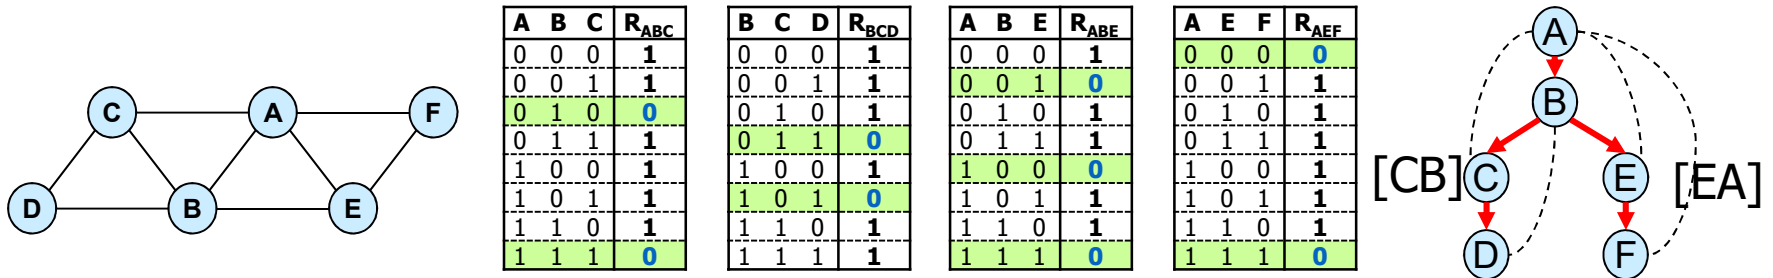 C A F
D B E
A B C R_ABC
0 0 0 1
0 0 1 1
0 1 0 0
0 1 1 1
1 0 0 1
1 0 1 1
1 1 0 1
1 1 1 0
B C D R_BCD
0 0 0 1
0 0 1 1
0 1 0 1
0 1 1 0
1 0 0 1
1 0 1 0
1 1 0 1
1 1 1 1
A B E R_ABE
0 0 0 1
0 0 1 0
0 1 0 1
0 1 1 1
1 0 0 0
1 0 1 1
1 1 0 1
1 1 1 0
A E F R_AEF
0 0 0 0
0 0 1 1
0 1 0 1
0 1 1 1
1 0 0 1
1 0 1 1
1 1 0 1
1 1 1 0
A
B
[CB] C E [EA]
D F